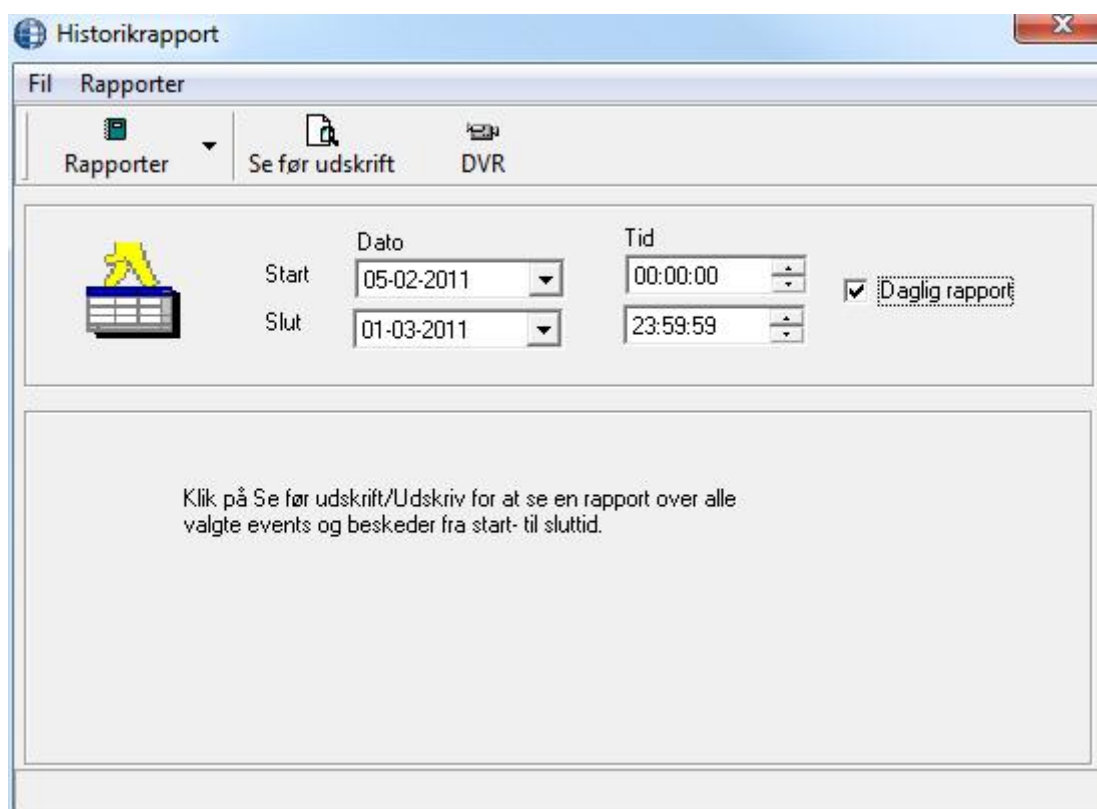 Historikrapport
Fil Rapporter
Rapporter Se før udskrift DVR
Dato Tid
Start 05-02-2011 00:00:00 Daglig rapport
Slut 01-03-2011 23:59:59
Klik på Se før udskrift/Udskriv for at se en rapport over alle
valgte events og beskeder fra start- til sluttid.